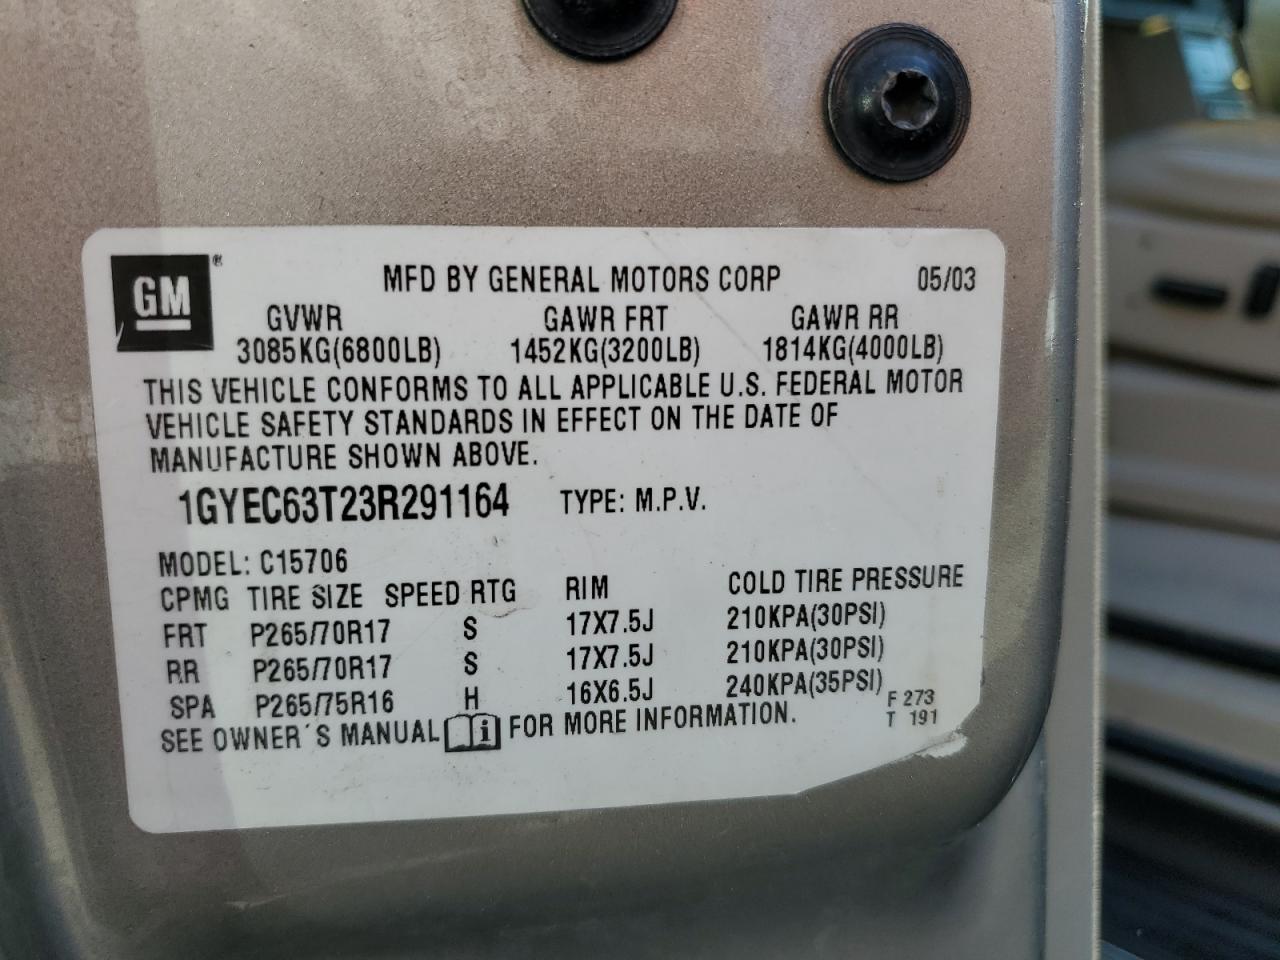 GM ®
MFD BY GENERAL MOTORS CORP 05/03
GVWR GAWR FRT GAWR RR
3085KG(6800LB) 1452KG(3200LB) 1814KG(4000LB)
THIS VEHICLE CONFORMS TO ALL APPLICABLE U.S. FEDERAL MOTOR
VEHICLE SAFETY STANDARDS IN EFFECT ON THE DATE OF
MANUFACTURE SHOWN ABOVE.
1GYEC63T23R291164 TYPE: M.P.V.
MODEL: C15706
CPMG TIRE SIZE SPEED RTG RIM COLD TIRE PRESSURE
FRT P265/70R17 S 17X7.5J 210KPA(30PSI)
RR P265/70R17 S 17X7.5J 210KPA(30PSI)
SPA P265/75R16 H 16X6.5J 240KPA(35PSI)
SEE OWNER'S MANUAL i FOR MORE INFORMATION.
F 273
T 191